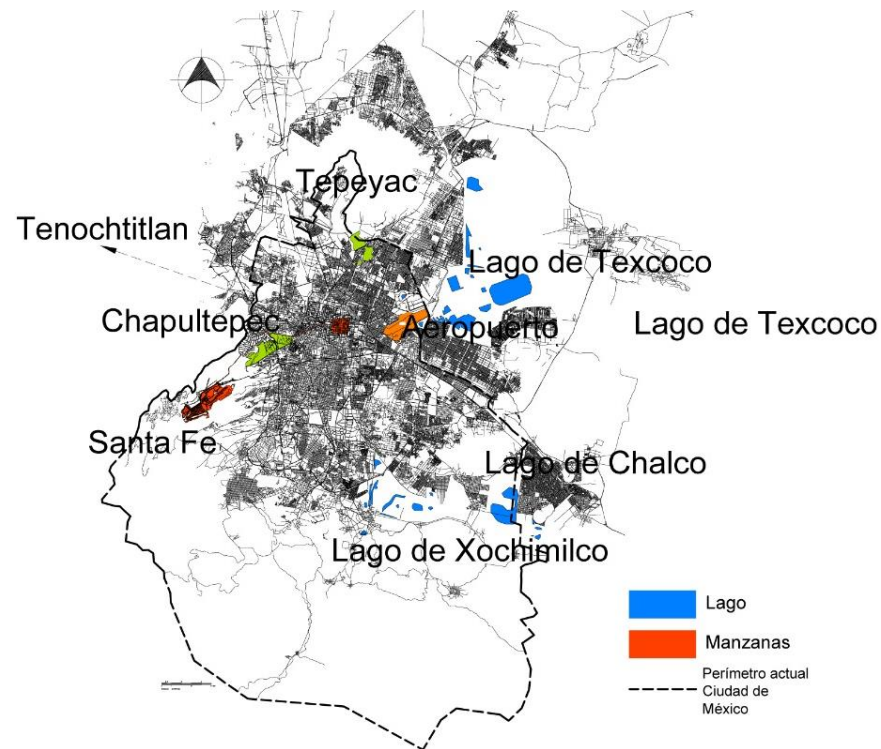 Tepeyac
Tenochtitlan
Lago de Texcoco
Chapultepec
Aeropuerto
Lago de Texcoco
Santa Fe
Lago de Chalco
Lago de Xochimilco
Lago
Manzanas
Perímetro actual
Ciudad de
México